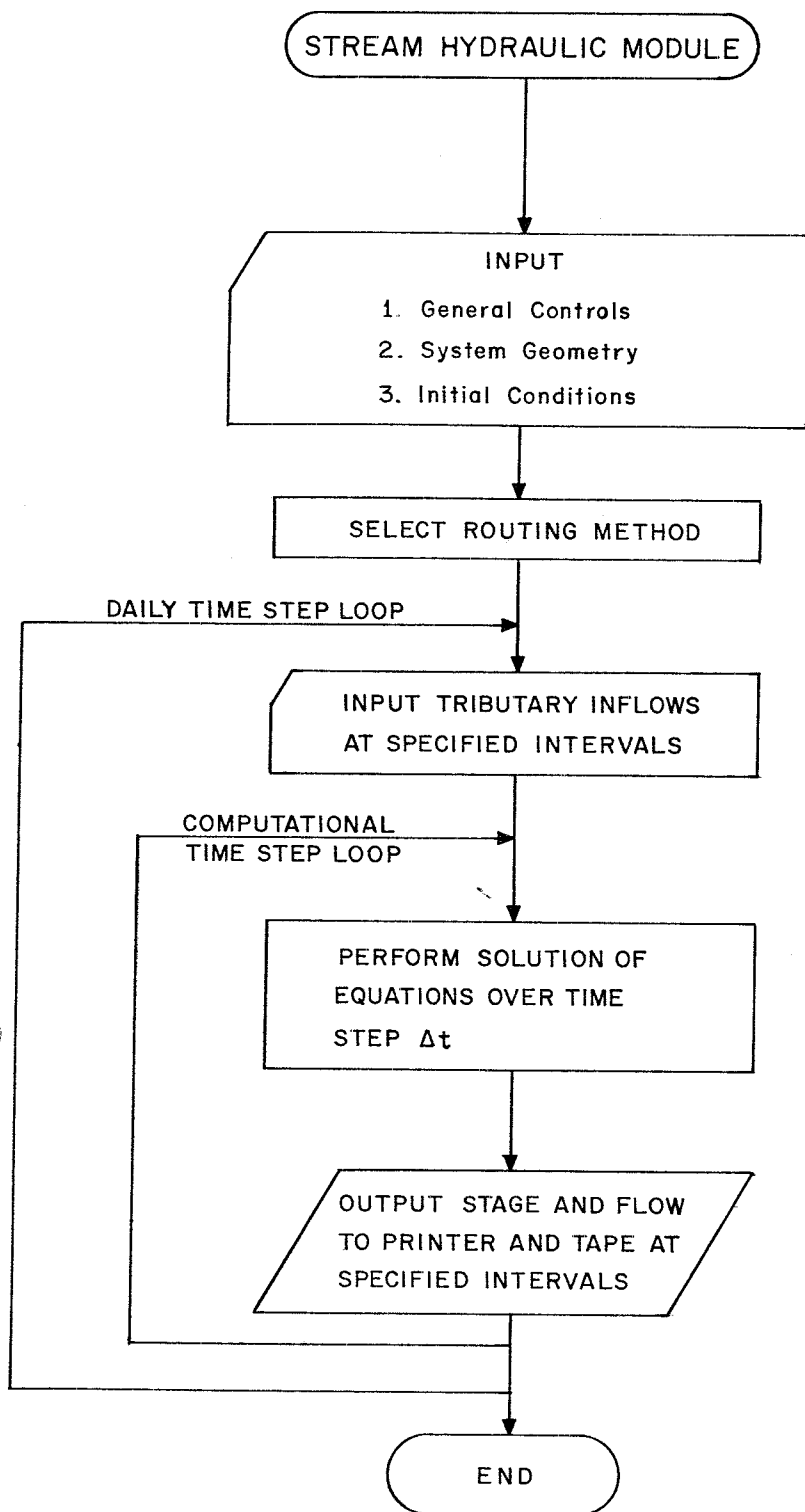 STREAM HYDRAULIC MODULE
INPUT
1. General Controls
2. System Geometry
3. Initial Conditions
SELECT ROUTING METHOD
DAILY TIME STEP LOOP
INPUT TRIBUTARY INFLOWS
AT SPECIFIED INTERVALS
COMPUTATIONAL
TIME STEP LOOP
PERFORM SOLUTION OF
EQUATIONS OVER TIME
STEP Δt
OUTPUT STAGE AND FLOW
TO PRINTER AND TAPE AT
SPECIFIED INTERVALS
END